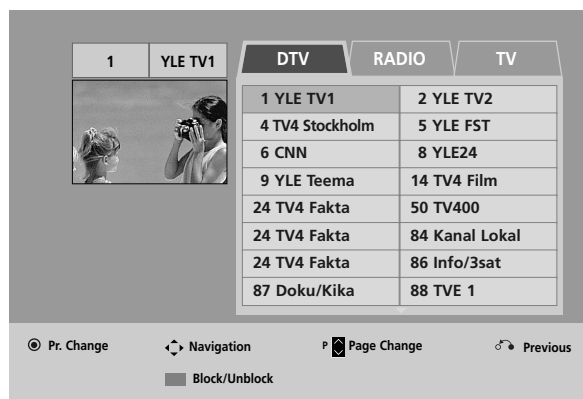 1 YLE TV1
DTV RADIO TV
1 YLE TV1 2 YLE TV2
4 TV4 Stockholm 5 YLE FST
6 CNN 8 YLE24
9 YLE Teema 14 TV4 Film
24 TV4 Fakta 50 TV400
24 TV4 Fakta 84 Kanal Lokal
24 TV4 Fakta 86 Info/3sat
87 Doku/Kika 88 TVE 1
Pr. Change Navigation P Page Change Previous
Block/Unblock